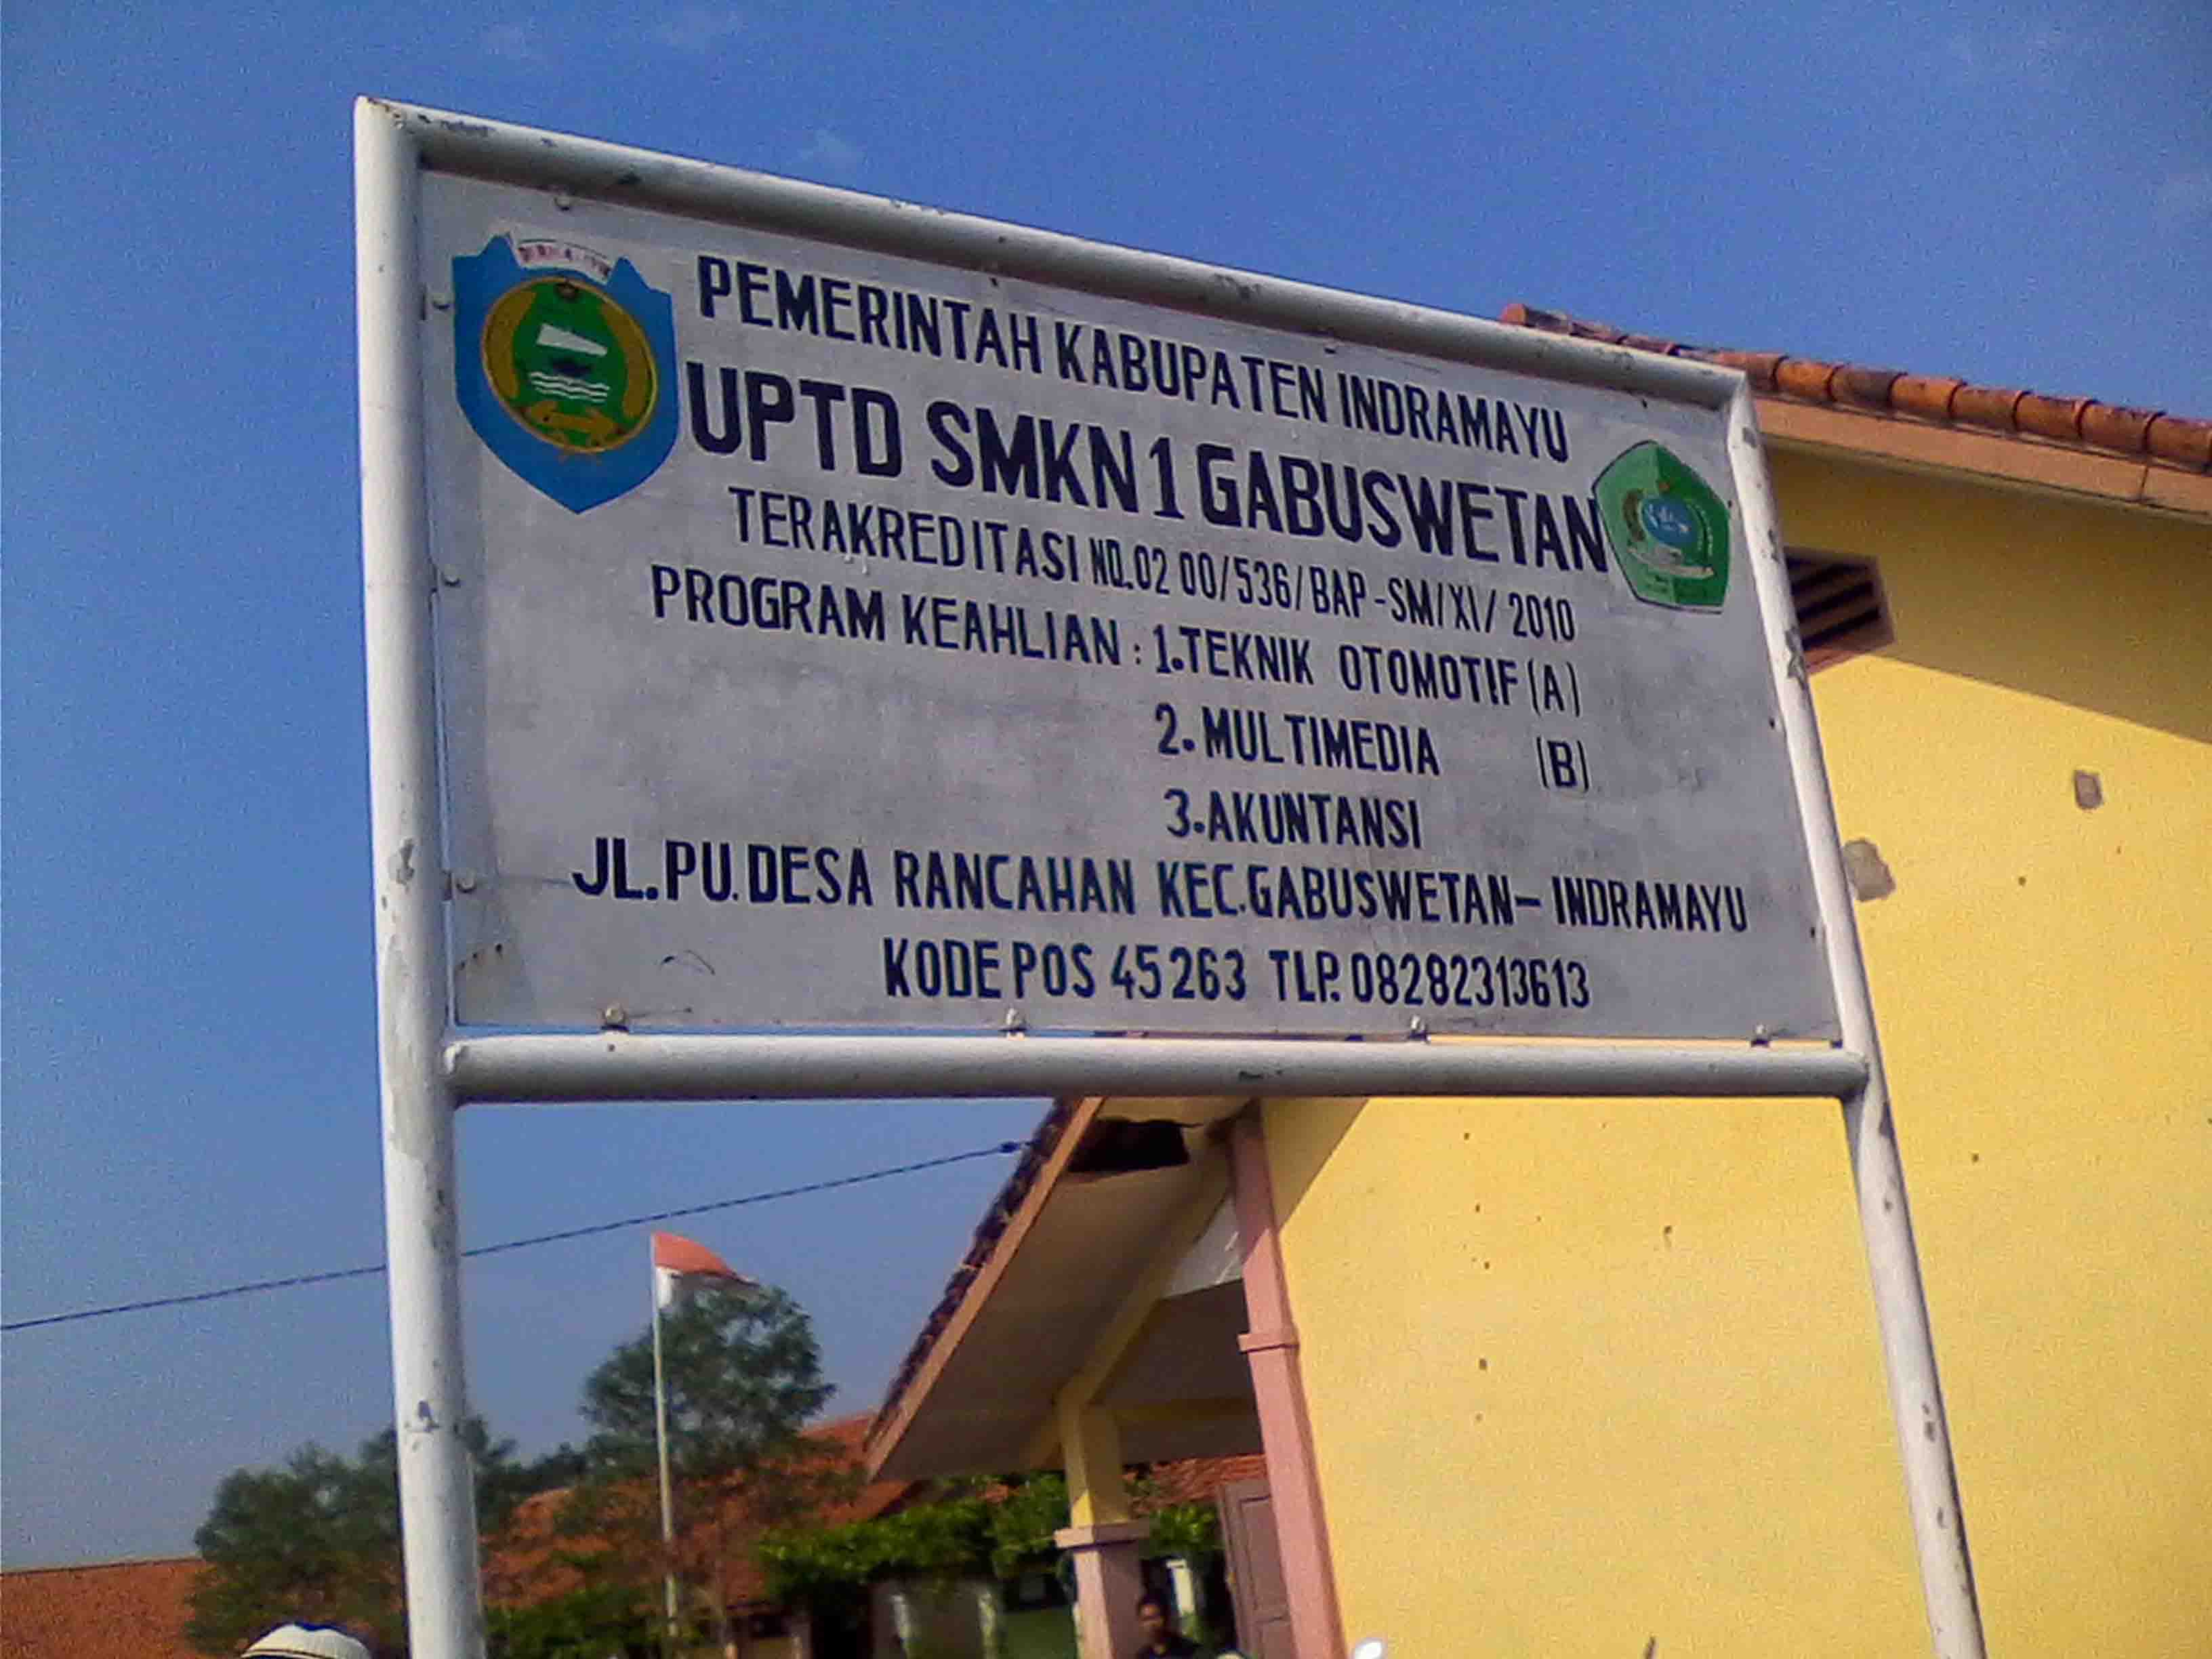 PEMERINTAH KABUPATEN INDRAMAYU
UPTD SMKN 1 GABUSWETAN
TERAKREDITASI NO.02 00/536/BAP-SM/XI/ 2010
PROGRAM KEAHLIAN : 1.TEKNIK OTOMOTIF (A)
2. MULTIMEDIA (B)
3.AKUNTANSI
JL.PU.DESA RANCAHAN KEC.GABUSWETAN- INDRAMAYU
KODE POS 45263 TLP. 08282313613